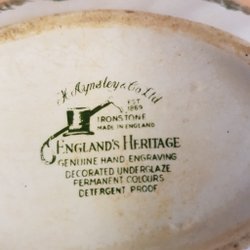 H. Aynsley & Co. Ltd
EST.
1869
IRONSTONE
MADE IN ENGLAND
ENGLAND'S HERITAGE
GENUINE HAND ENGRAVING
DECORATED UNDERGLAZE
PERMANENT COLOURS
DETERGENT PROOF